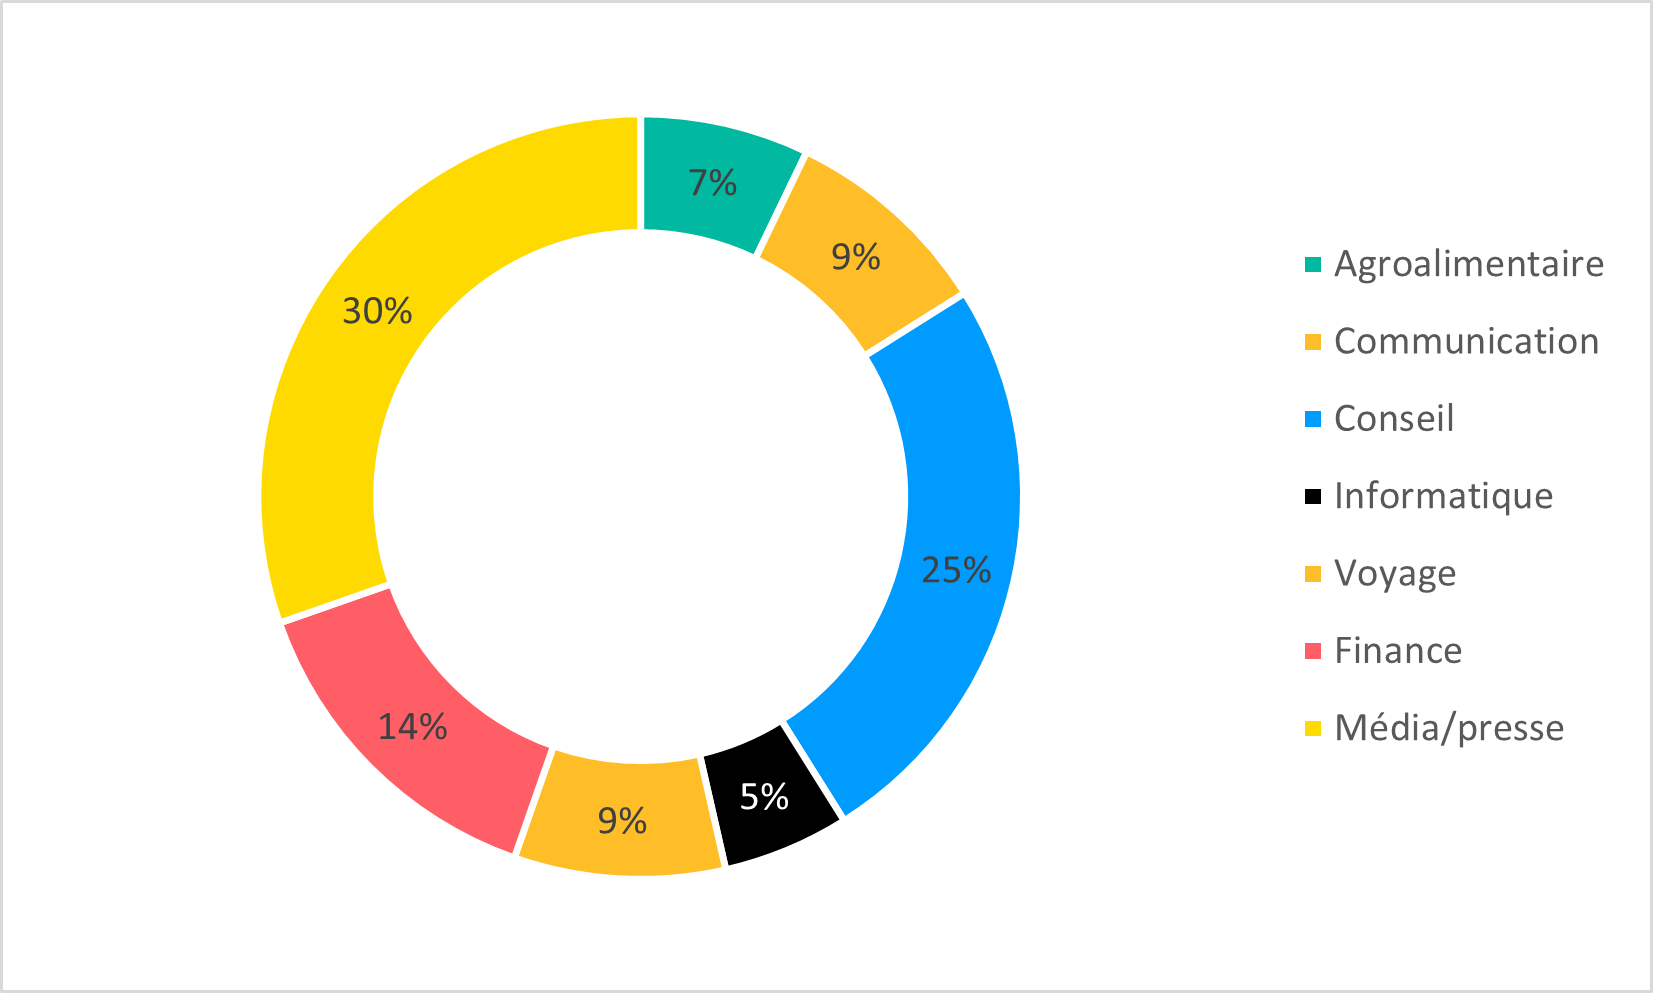 7%
9%
30%
25%
14%
5%
9%
Agroalimentaire
Communication
Conseil
Informatique
Voyage
Finance
Média/presse